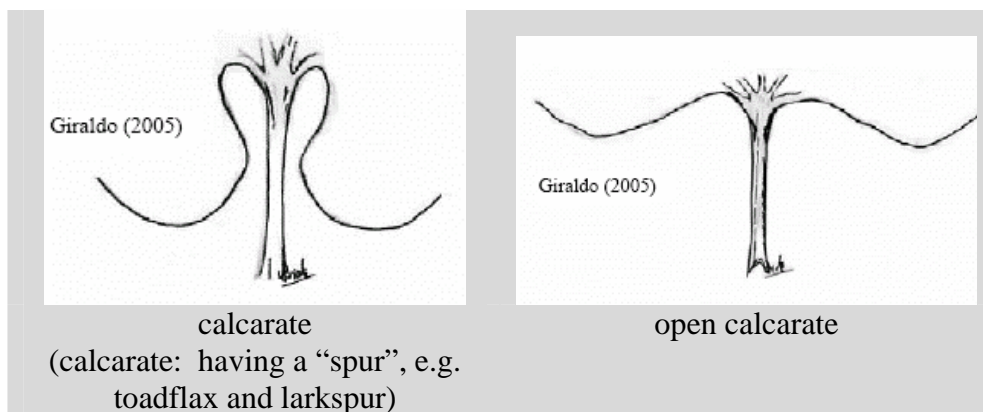 Giraldo (2005)
Giraldo (2005)
calcarate
(calcarate: having a “spur”, e.g.
toadflax and larkspur)
open calcarate